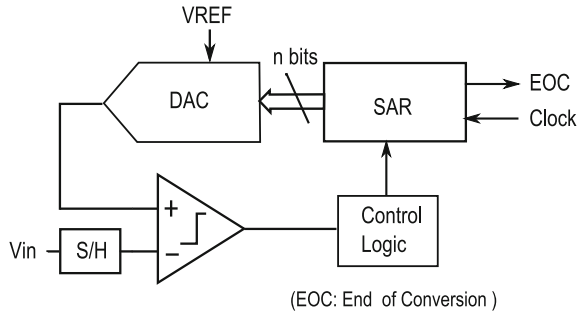 VREF
n bits
DAC
SAR
EOC
Clock
+
−
Vin
S/H
Control
Logic
(EOC: End of Conversion )